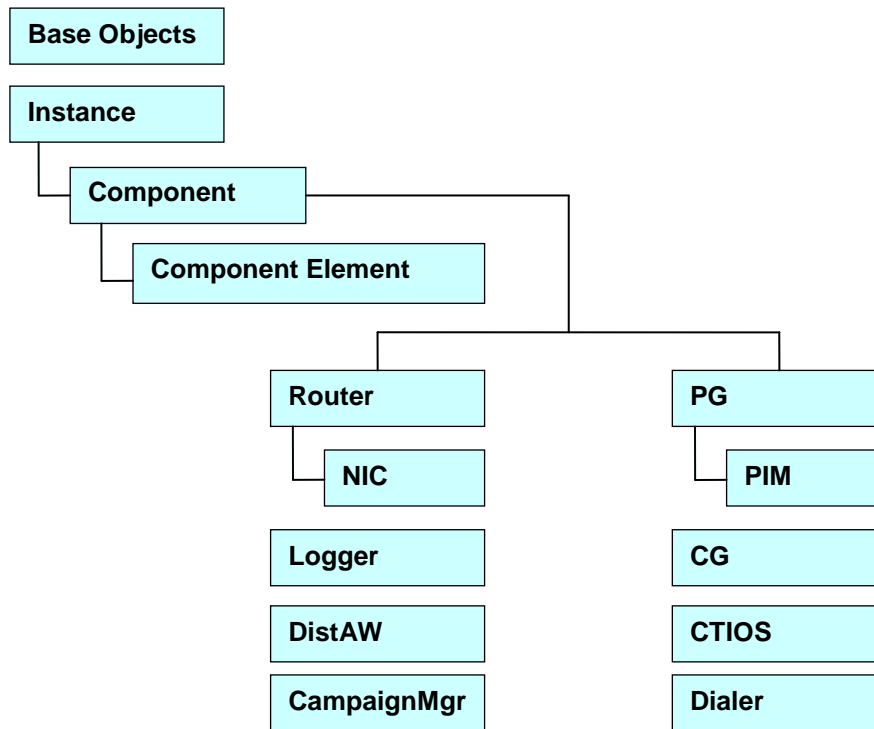 Base Objects
Instance
Component
Component Element
Router
PG
NIC
PIM
Logger
CG
DistAW
CTIOS
CampaignMgr
Dialer